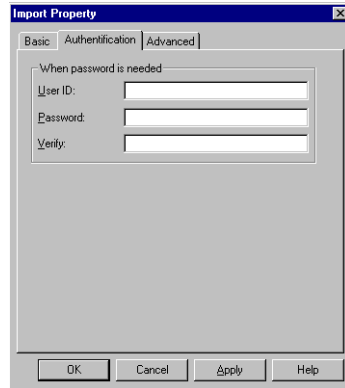 Import Property
Basic Authentification Advanced
When password is needed
User ID:
Password:
Verify:
OK Cancel Apply Help